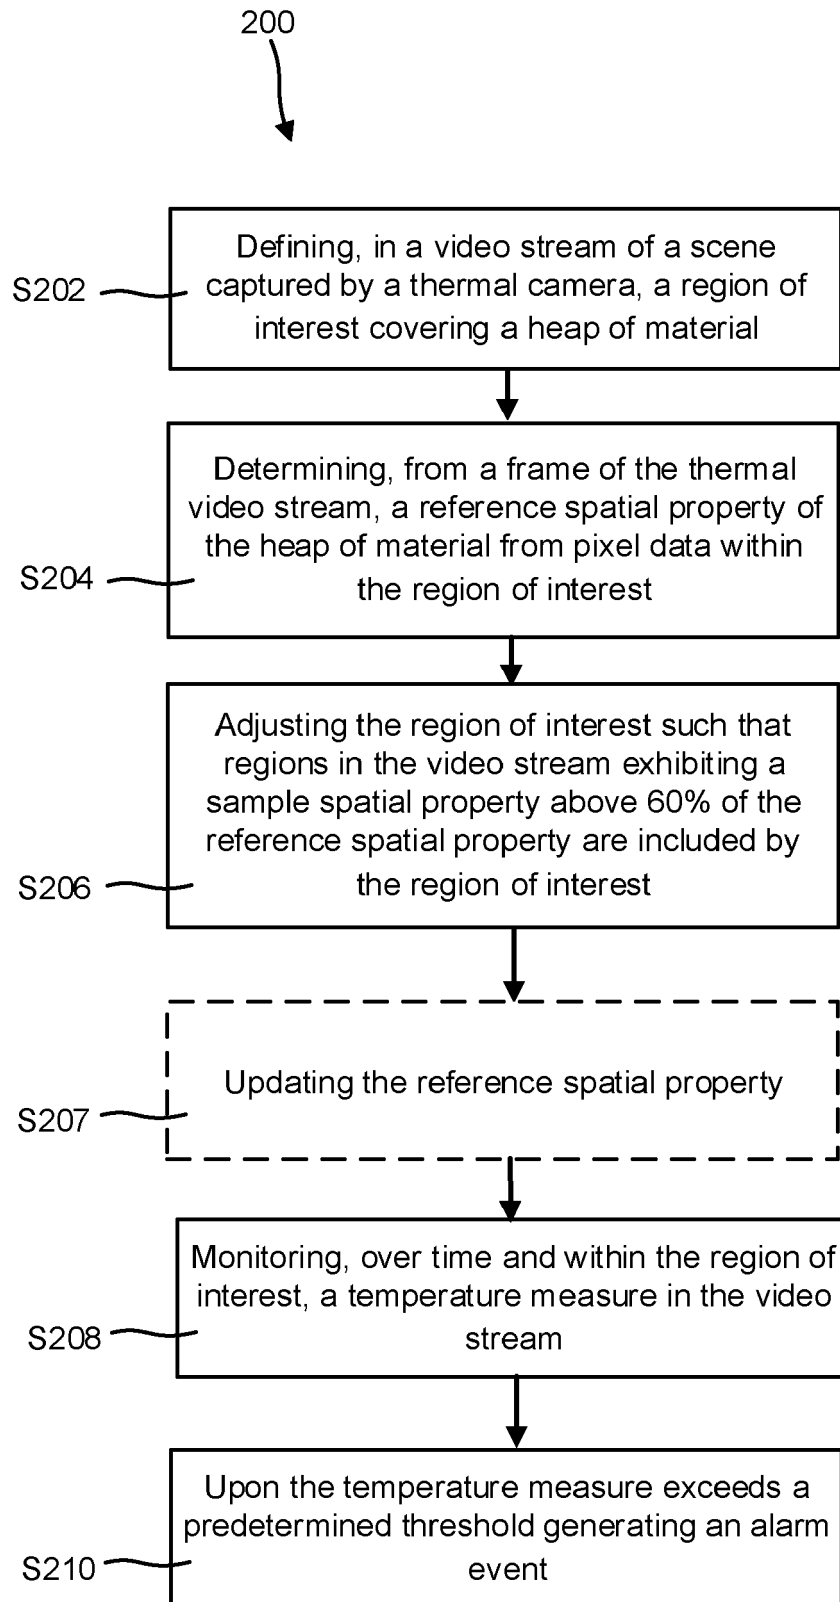 200
S202
Defining, in a video stream of a scene
captured by a thermal camera, a region of
interest covering a heap of material
S204
Determining, from a frame of the thermal
video stream, a reference spatial property of
the heap of material from pixel data within
the region of interest
S206
Adjusting the region of interest such that
regions in the video stream exhibiting a
sample spatial property above 60% of the
reference spatial property are included by
the region of interest
S207
Updating the reference spatial property
S208
Monitoring, over time and within the region of
interest, a temperature measure in the video
stream
S210
Upon the temperature measure exceeds a
predetermined threshold generating an alarm
event